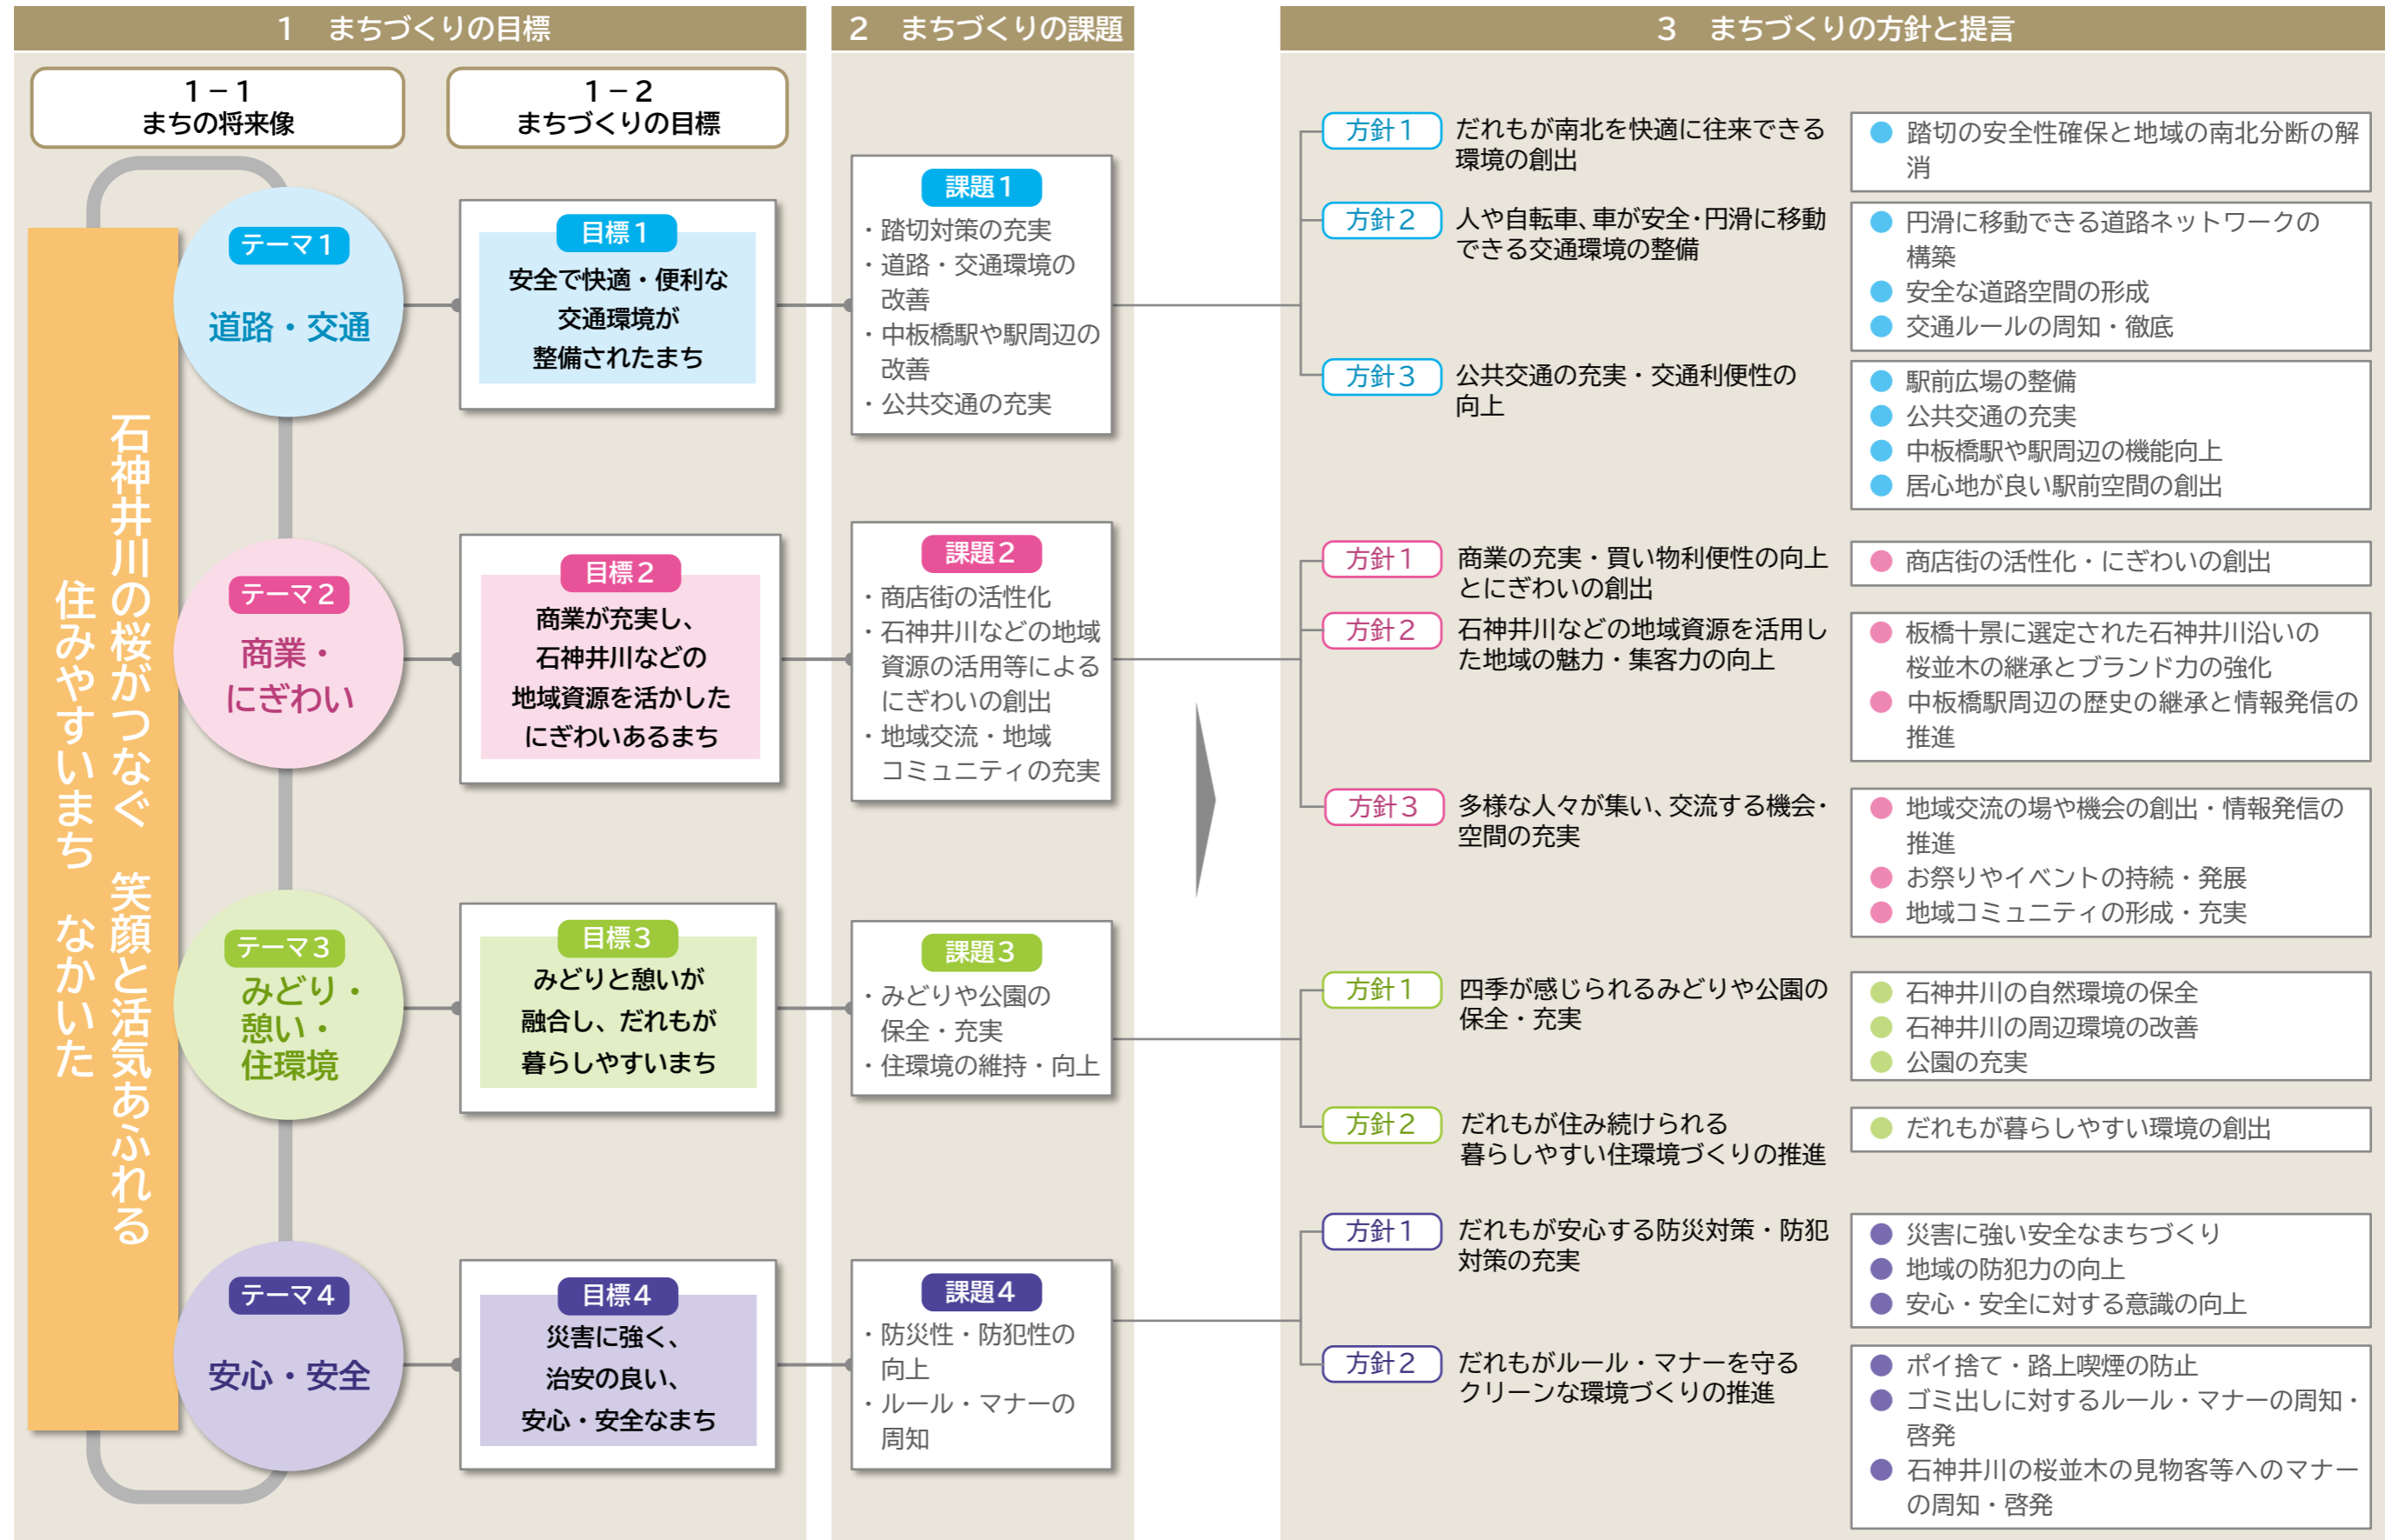 1　まちづくりの目標
2　まちづくりの課題
3　まちづくりの方針と提言
1－1
まちの将来像
1－2
まちづくりの目標
石神井川の桜がつなぐ　笑顔と活気あふれる
住みやすいまち　なかいた
テーマ1
道路・交通
目標1
安全で快適・便利な
交通環境が
整備されたまち
課題1
・踏切対策の充実
・道路・交通環境の
改善
・中板橋駅や駅周辺の
改善
・公共交通の充実
方針1
だれもが南北を快適に往来できる
環境の創出
● 踏切の安全性確保と地域の南北分断の解
消
方針2
人や自転車、車が安全・円滑に移動
できる交通環境の整備
● 円滑に移動できる道路ネットワークの
構築
● 安全な道路空間の形成
● 交通ルールの周知・徹底
方針3
公共交通の充実・交通利便性の
向上
● 駅前広場の整備
● 公共交通の充実
● 中板橋駅や駅周辺の機能向上
● 居心地が良い駅前空間の創出
テーマ2
商業・
にぎわい
目標2
商業が充実し、
石神井川などの
地域資源を活かした
にぎわいあるまち
課題2
・商店街の活性化
・石神井川などの地域
資源の活用等による
にぎわいの創出
・地域交流・地域
コミュニティの充実
方針1
商業の充実・買い物利便性の向上
とにぎわいの創出
● 商店街の活性化・にぎわいの創出
方針2
石神井川などの地域資源を活用し
た地域の魅力・集客力の向上
● 板橋十景に選定された石神井川沿いの
桜並木の継承とブランド力の強化
● 中板橋駅周辺の歴史の継承と情報発信の
推進
方針3
多様な人々が集い、交流する機会・
空間の充実
● 地域交流の場や機会の創出・情報発信の
推進
● お祭りやイベントの持続・発展
● 地域コミュニティの形成・充実
テーマ3
みどり・
憩い・
住環境
目標3
みどりと憩いが
融合し、だれもが
暮らしやすいまち
課題3
・みどりや公園の
保全・充実
・住環境の維持・向上
方針1
四季が感じられるみどりや公園の
保全・充実
● 石神井川の自然環境の保全
● 石神井川の周辺環境の改善
● 公園の充実
方針2
だれもが住み続けられる
暮らしやすい住環境づくりの推進
● だれもが暮らしやすい環境の創出
テーマ4
安心・安全
目標4
災害に強く、
治安の良い、
安心・安全なまち
課題4
・防災性・防犯性の
向上
・ルール・マナーの
周知
方針1
だれもが安心する防災対策・防犯
対策の充実
● 災害に強い安全なまちづくり
● 地域の防犯力の向上
● 安心・安全に対する意識の向上
方針2
だれもがルール・マナーを守る
クリーンな環境づくりの推進
● ポイ捨て・路上喫煙の防止
● ゴミ出しに対するルール・マナーの周知・
啓発
● 石神井川の桜並木の見物客等へのマナー
の周知・啓発